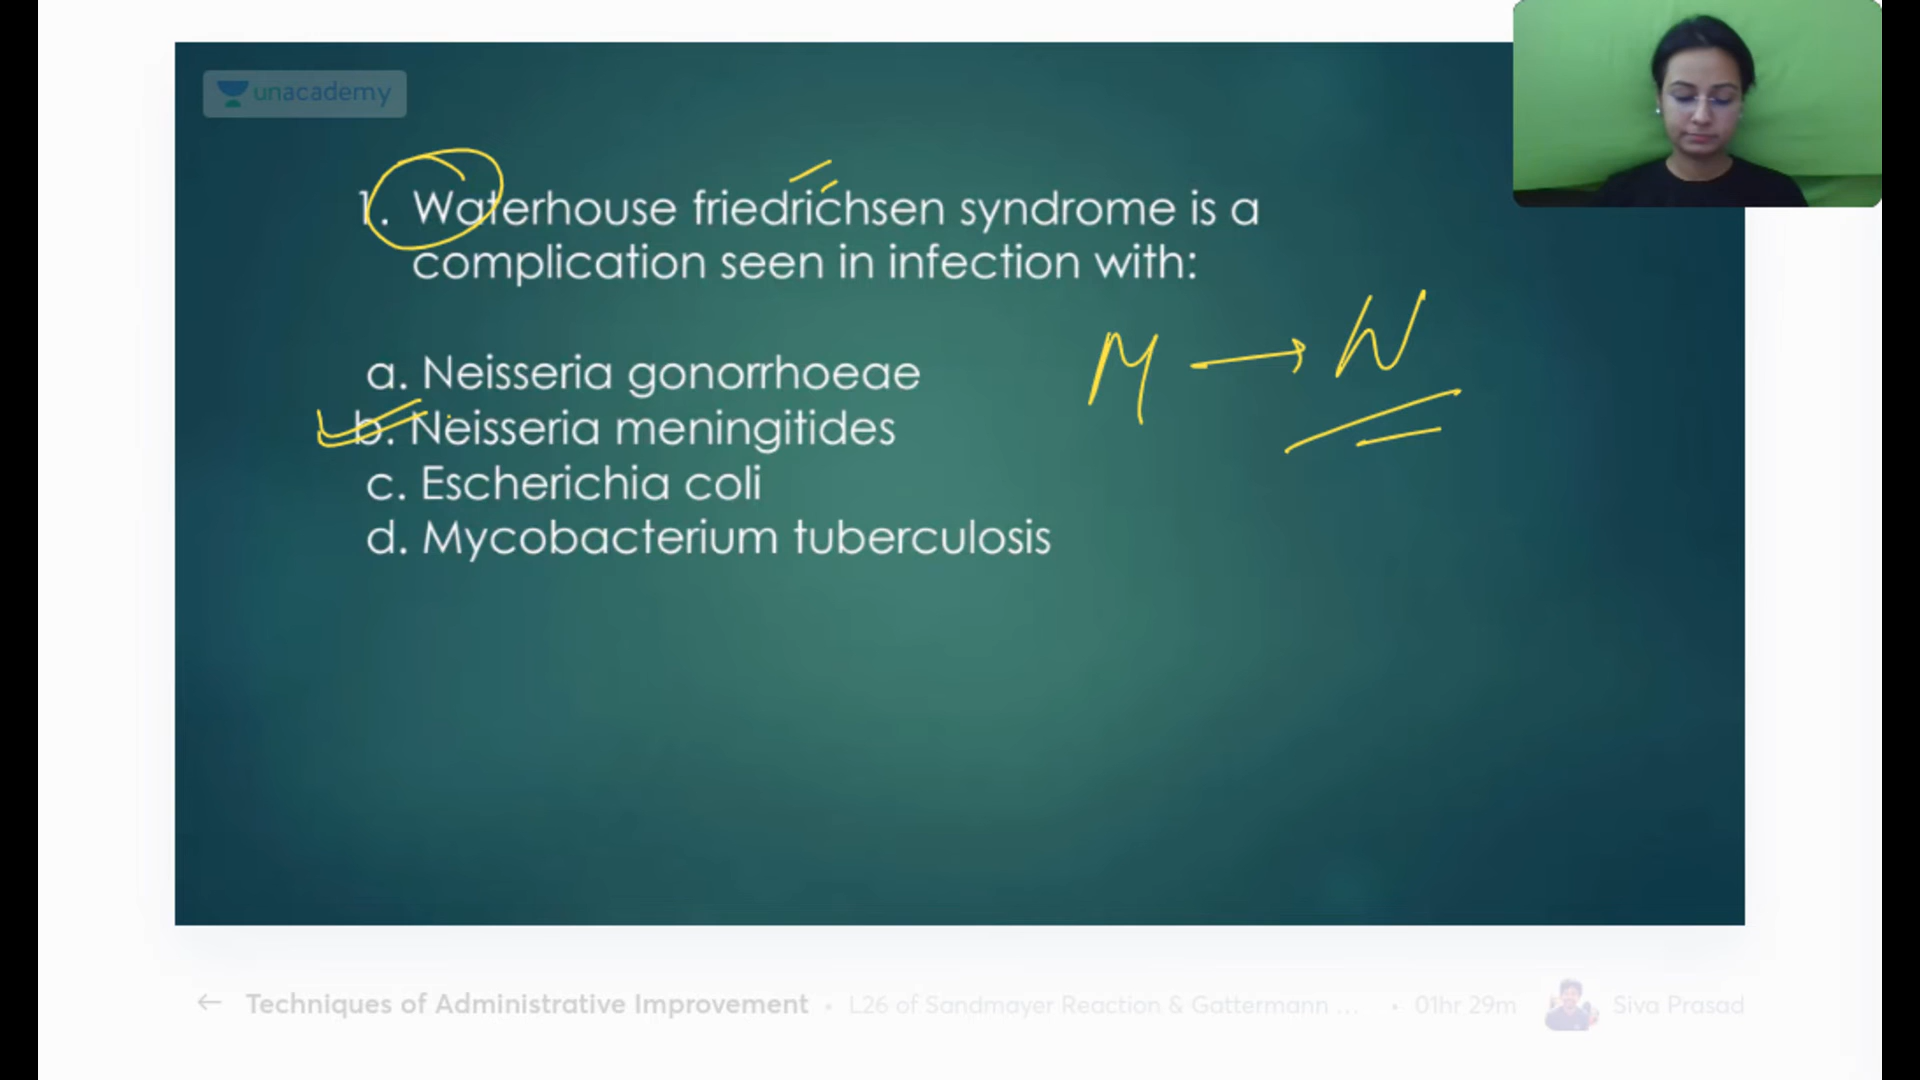 unacademy
1. Waterhouse friedrichsen syndrome is a
complication seen in infection with:
M → W
a. Neisseria gonorrhoeae
b. Neisseria meningitides
c. Escherichia coli
d. Mycobacterium tuberculosis
← Techniques of Administrative Improvement • L26 of Sandmayer Reaction & Gattermann ... • 01hr 29m Siva Prasad